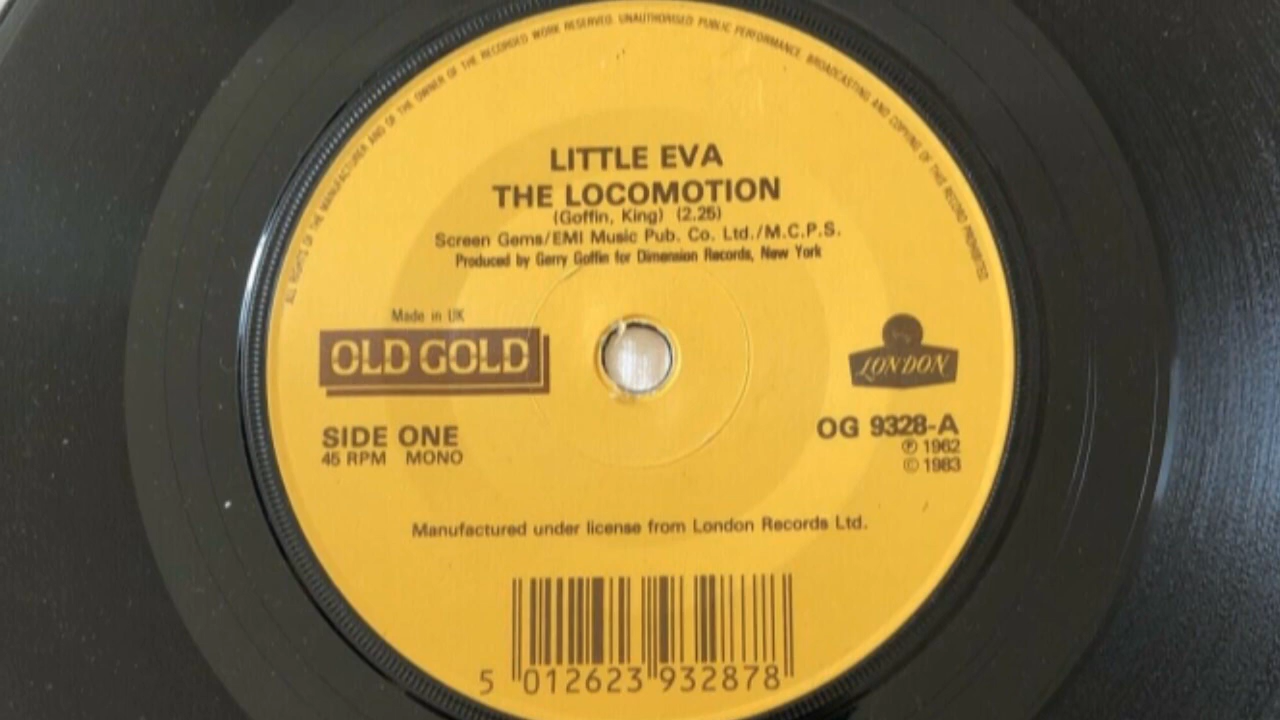 ALL RIGHTS OF THE MANUFACTURER AND OF THE OWNER OF THE RECORDED WORK RESERVED. UNAUTHORISED PUBLIC PERFORMANCE, BROADCASTING AND COPYING OF THIS RECORD PROHIBITED.
LITTLE EVA
THE LOCOMOTION
(Goffin, King) (2.25)
Screen Gems/EMI Music Pub. Co. Ltd./M.C.P.S.
Produced by Gerry Goffin for Dimension Records, New York
Made in UK
OLD GOLD
LONDON
SIDE ONE
45 RPM MONO
OG 9328-A
℗ 1962
© 1983
Manufactured under license from London Records Ltd.
5 012623 932878